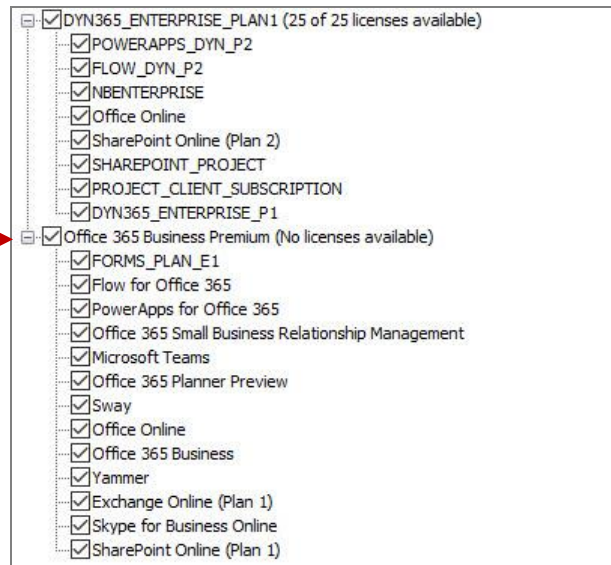 DYN365_ENTERPRISE_PLAN1 (25 of 25 licenses available)
POWERAPPS_DYN_P2
FLOW_DYN_P2
NBENTERPRISE
Office Online
SharePoint Online (Plan 2)
SHAREPOINT_PROJECT
PROJECT_CLIENT_SUBSCRIPTION
DYN365_ENTERPRISE_P1
Office 365 Business Premium (No licenses available)
FORMS_PLAN_E1
Flow for Office 365
PowerApps for Office 365
Office 365 Small Business Relationship Management
Microsoft Teams
Office 365 Planner Preview
Sway
Office Online
Office 365 Business
Yammer
Exchange Online (Plan 1)
Skype for Business Online
SharePoint Online (Plan 1)